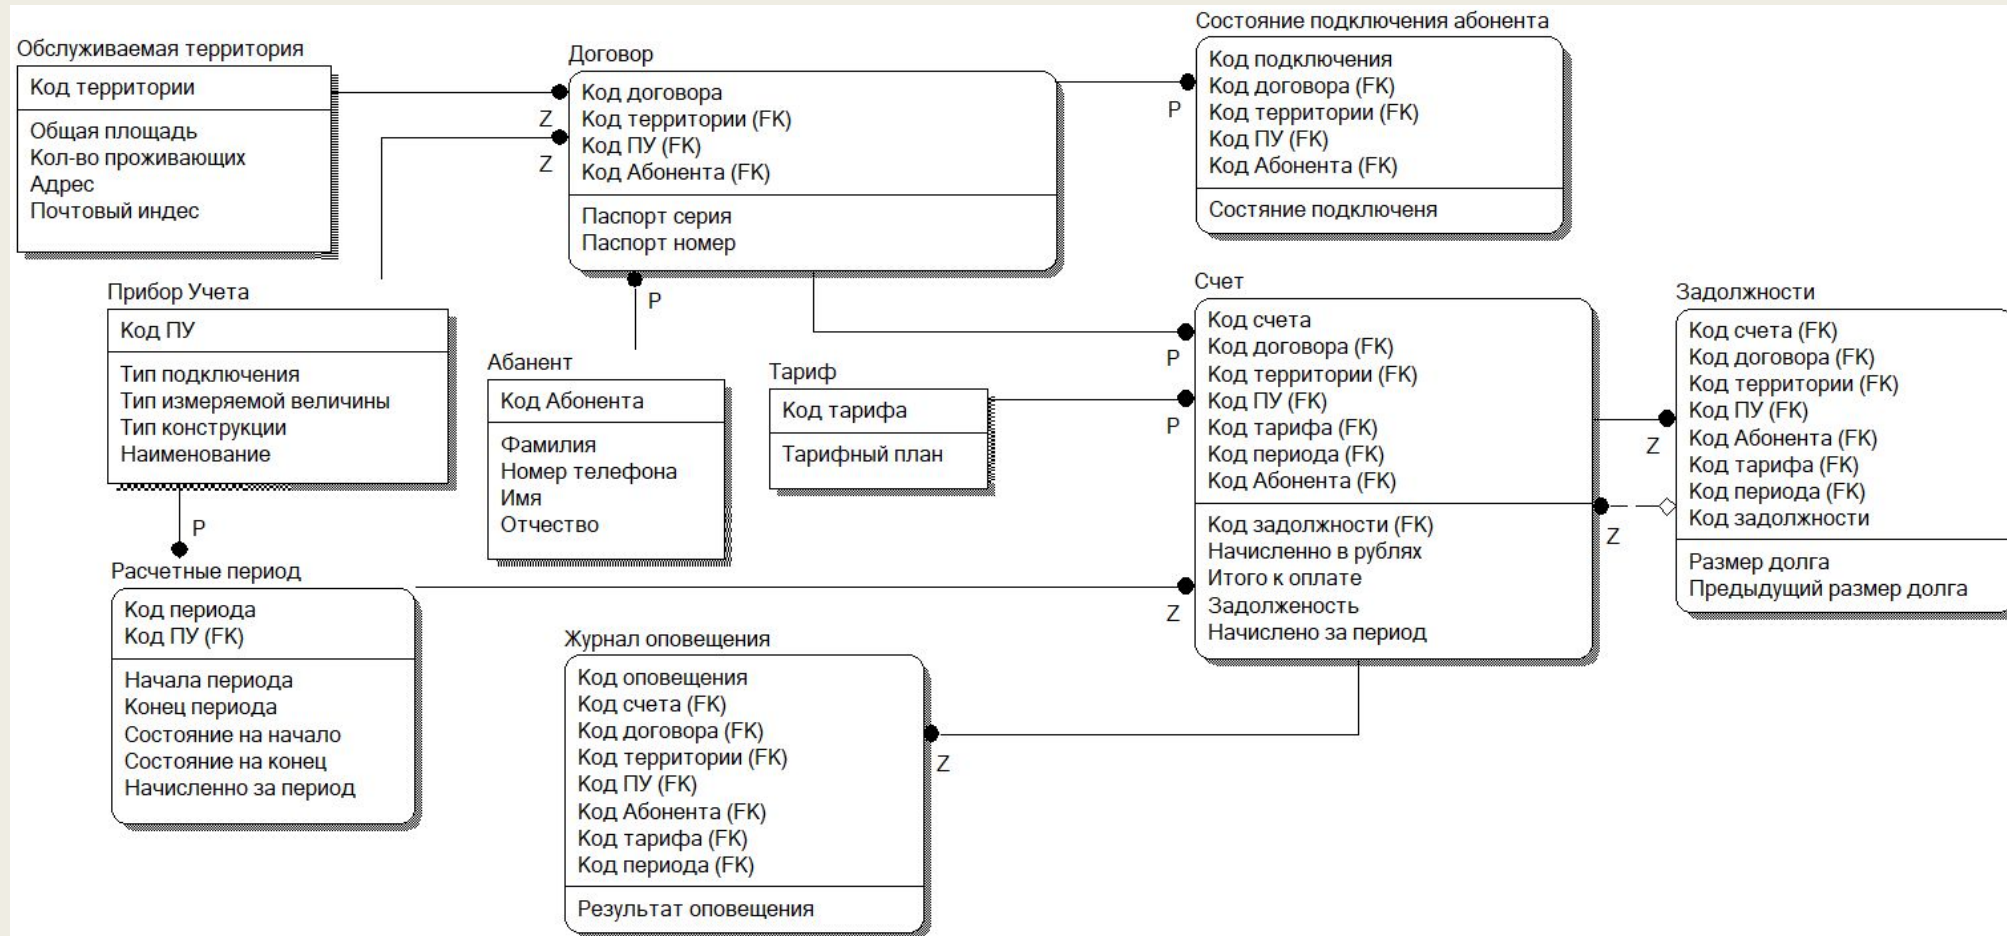 Обслуживаемая территория
Код территории
Общая площадь
Кол-во проживающих
Адрес
Почтовый индес
Договор
Код договора
Код территории (FK)
Код ПУ (FK)
Код Абонента (FK)
Паспорт серия
Паспорт номер
Состояние подключения абонента
Код подключения
Код договора (FK)
Код территории (FK)
Код ПУ (FK)
Код Абонента (FK)
Состяние подключеня
Z
Z
P
P
Прибор Учета
Код ПУ
Тип подключения
Тип измеряемой величины
Тип конструкции
Наименование
P
Абанент
Код Абонента
Фамилия
Номер телефона
Имя
Отчество
Тариф
Код тарифа
Тарифный план
Счет
Код счета
Код договора (FK)
Код территории (FK)
Код ПУ (FK)
Код тарифа (FK)
Код периода (FK)
Код Абонента (FK)
Код задолжности (FK)
Начисленно в рублях
Итого к оплате
Задолженость
Начислено за период
P
P
Z
Z
Z
Задолжности
Код счета (FK)
Код договора (FK)
Код территории (FK)
Код ПУ (FK)
Код Абонента (FK)
Код тарифа (FK)
Код периода (FK)
Код задолжности
Размер долга
Предыдущий размер долга
Расчетные период
Код периода
Код ПУ (FK)
Начала периода
Конец периода
Состояние на начало
Состояние на конец
Начисленно за период
Журнал оповещения
Код оповещения
Код счета (FK)
Код договора (FK)
Код территории (FK)
Код ПУ (FK)
Код Абонента (FK)
Код тарифа (FK)
Код периода (FK)
Результат оповещения
Z